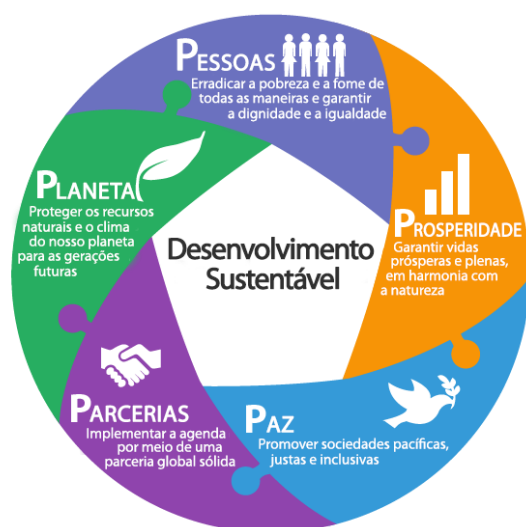 PESSOAS
Erradicar a pobreza e a fome de
todas as maneiras e garantir
a dignidade e a igualdade
PROSPERIDADE
Garantir vidas
prósperas e plenas,
em harmonia com
a natureza
PAZ
Promover sociedades pacíficas,
justas e inclusivas
PARCERIAS
Implementar a agenda
por meio de uma
parceria global sólida
PLANETA
Proteger os recursos
naturais e o clima
do nosso planeta
para as gerações
futuras
Desenvolvimento
Sustentável